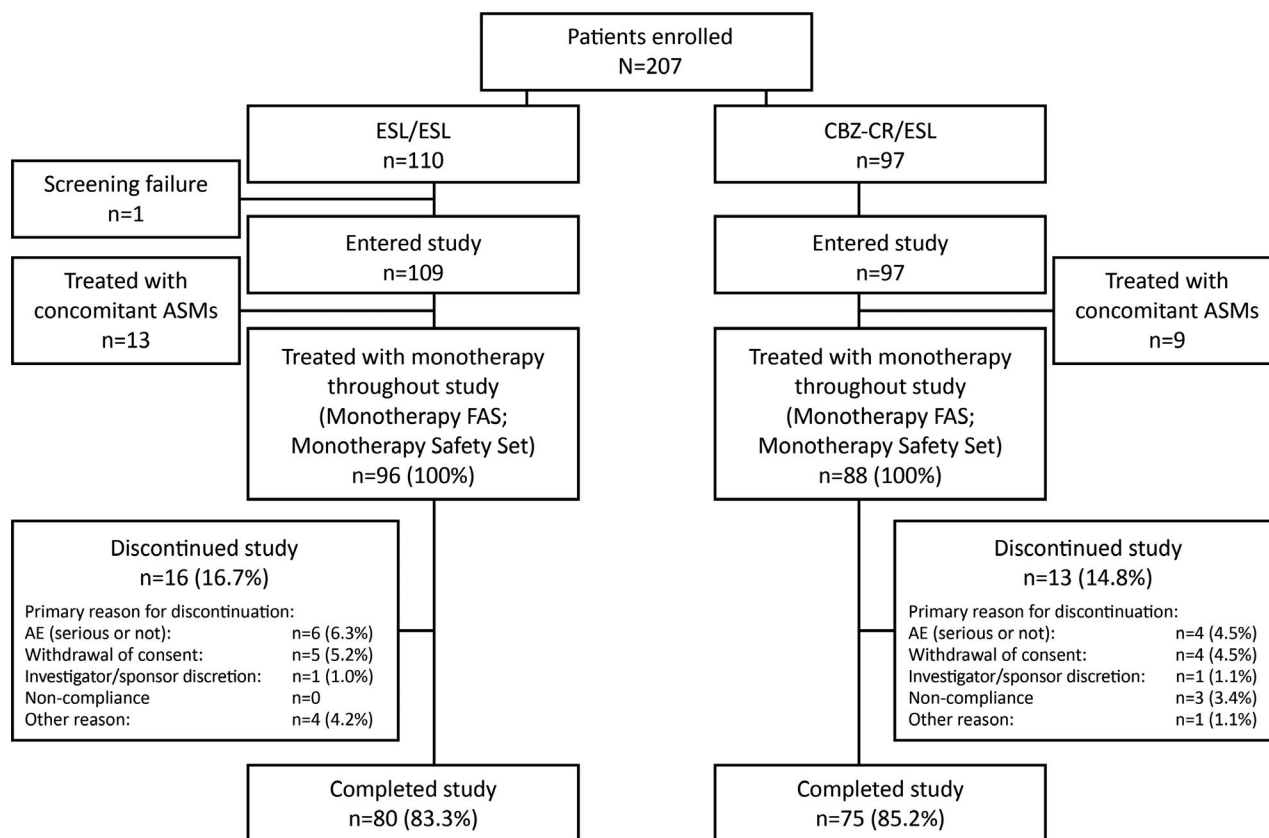 Patients enrolled
N=207
ESL/ESL
n=110
CBZ-CR/ESL
n=97
Screening failure
n=1
Entered study
n=109
Entered study
n=97
Treated with
concomitant ASMs
n=13
Treated with
concomitant ASMs
n=9
Treated with monotherapy
throughout study
(Monotherapy FAS;
Monotherapy Safety Set)
n=96 (100%)
Treated with monotherapy
throughout study
(Monotherapy FAS;
Monotherapy Safety Set)
n=88 (100%)
Discontinued study
n=16 (16.7%)
Primary reason for discontinuation:
AE (serious or not): n=6 (6.3%)
Withdrawal of consent: n=5 (5.2%)
Investigator/sponsor discretion: n=1 (1.0%)
Non-compliance n=0
Other reason: n=4 (4.2%)
Discontinued study
n=13 (14.8%)
Primary reason for discontinuation:
AE (serious or not): n=4 (4.5%)
Withdrawal of consent: n=4 (4.5%)
Investigator/sponsor discretion: n=1 (1.1%)
Non-compliance n=3 (3.4%)
Other reason: n=1 (1.1%)
Completed study
n=80 (83.3%)
Completed study
n=75 (85.2%)